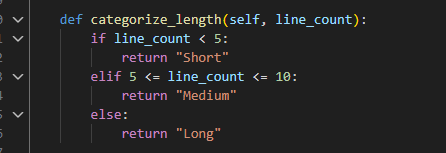 def categorize_length(self, line_count):
    if line_count < 5:
        return "Short"
    elif 5 <= line_count <= 10:
        return "Medium"
    else:
        return "Long"